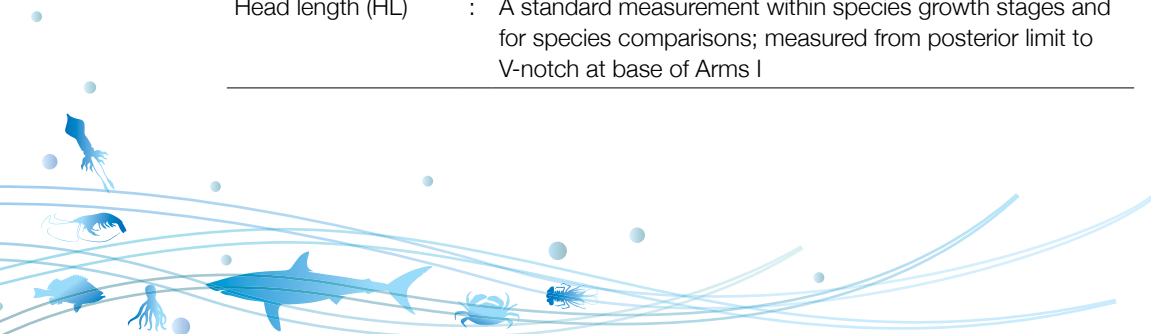 Head length (HL) : A standard measurement within species growth stages and
for species comparisons; measured from posterior limit to
V-notch at base of Arms I